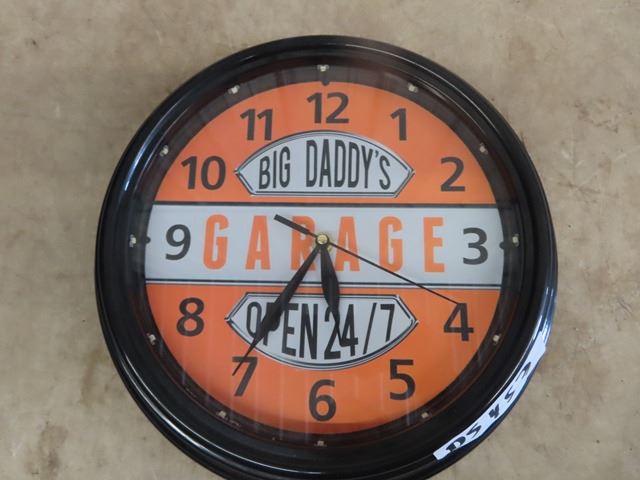 12
11 1
10 2
BIG DADDY'S
9 GARAGE 3
8 4
OPEN 24/7
7 5
6